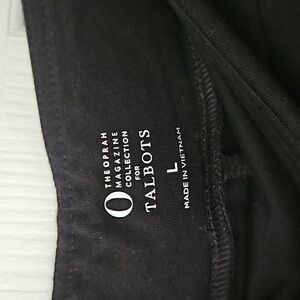 O
THE OPRAH
MAGAZINE
COLLECTION
FOR
TALBOTS
L
MADE IN VIETNAM